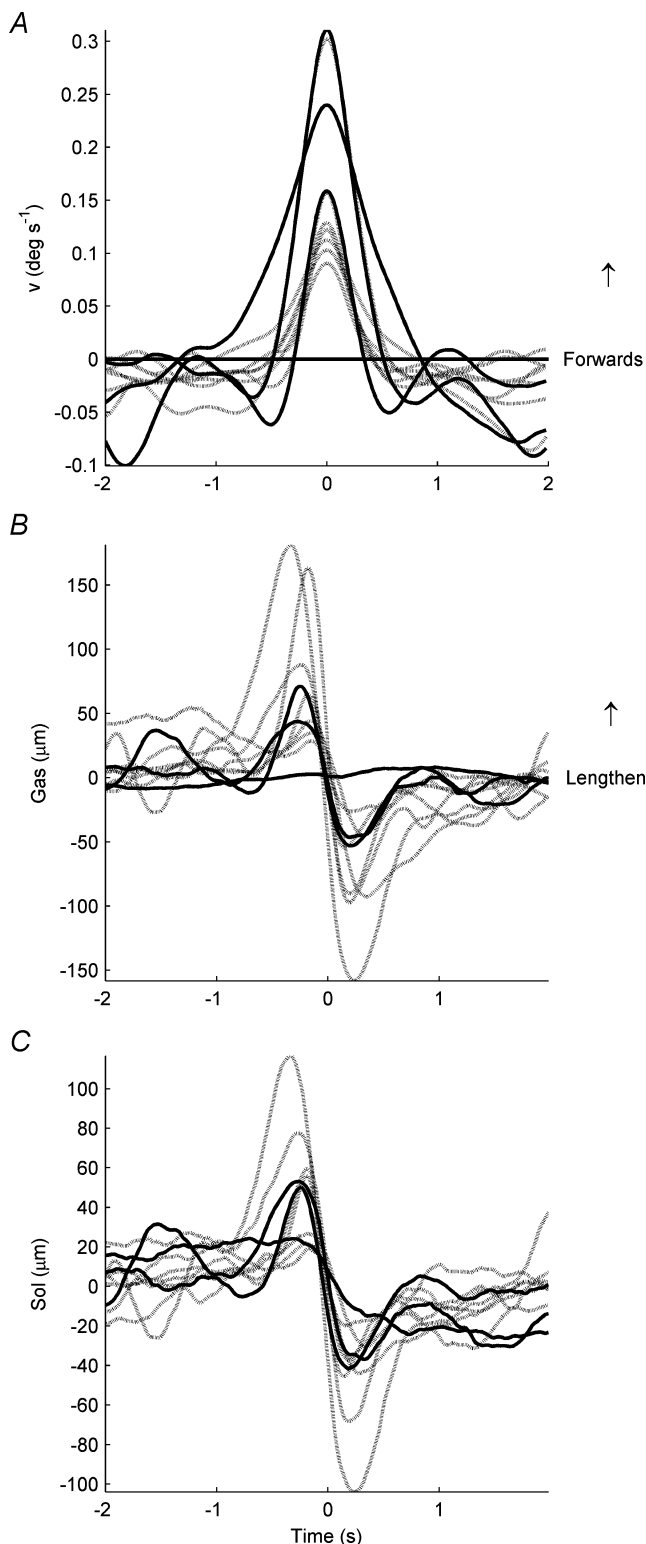 A
0.3
0.25
0.2
0.15
0.1
0.05
0
-0.05
-0.1
v (deg s⁻¹)
↑
Forwards
-2 -1 0 1 2
B
150
100
50
0
-50
-100
-150
Gas (μm)
↑
Lengthen
-2 -1 0 1
C
100
80
60
40
20
0
-20
-40
-60
-80
-100
Sol (μm)
-2 -1 0 1
Time (s)